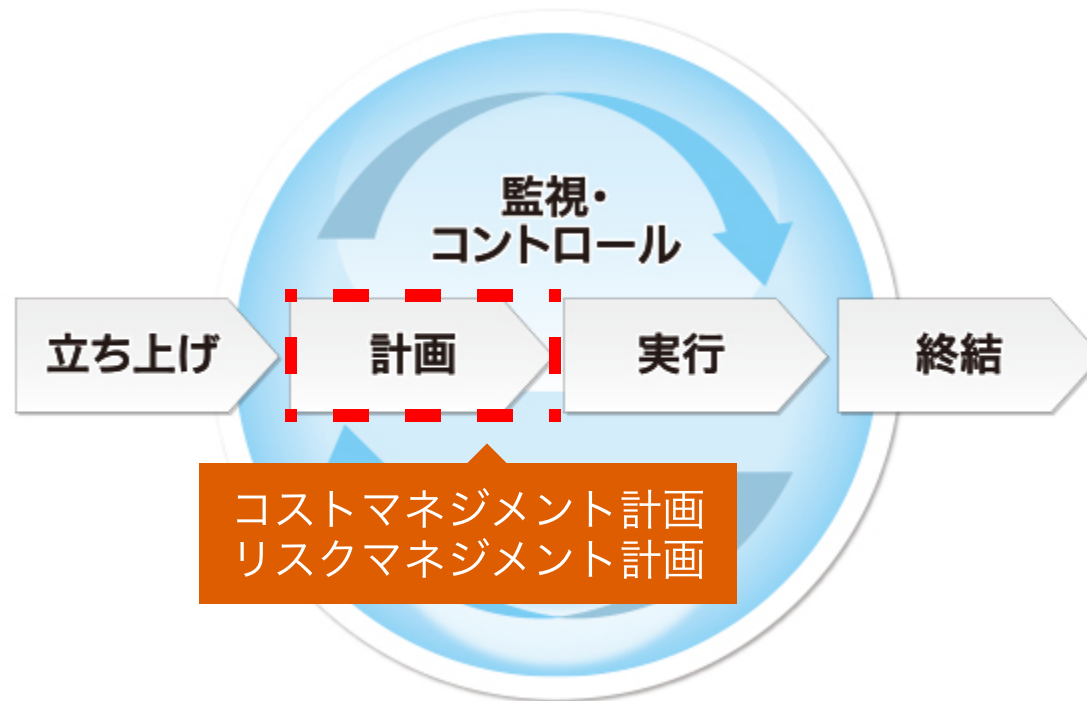 監視・
コントロール
立ち上げ
計画
実行
終結
コストマネジメント計画
リスクマネジメント計画